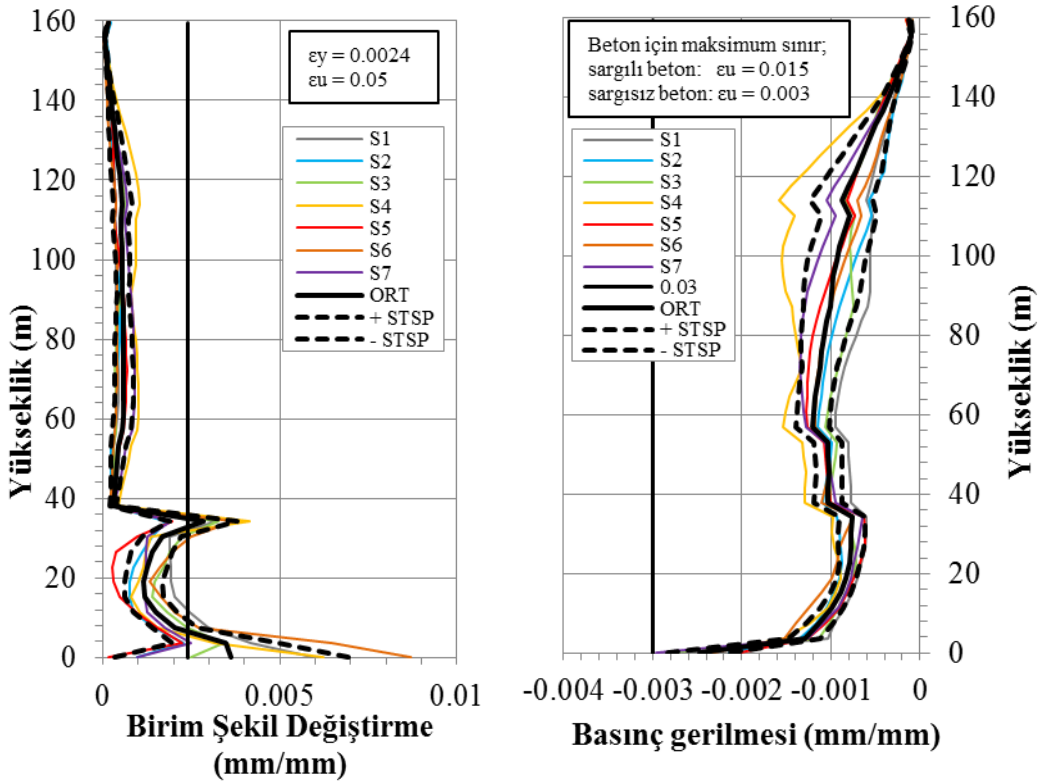 160
140
120
100
80
60
40
20
0
Yükseklik (m)
εy = 0.0024
εu = 0.05
S1
S2
S3
S4
S5
S6
S7
ORT
+ STSP
- STSP
0
0.005
0.01
Birim Şekil Değiştirme
(mm/mm)
Beton için maksimum sınır;
sargılı beton: εu = 0.015
sargısız beton: εu = 0.003
S1
S2
S3
S4
S5
S6
S7
0.03
ORT
+ STSP
- STSP
160
140
120
100
80
60
40
20
0
Yükseklik (m)
-0.004
-0.003
-0.002
-0.001
0
Basınç gerilmesi (mm/mm)